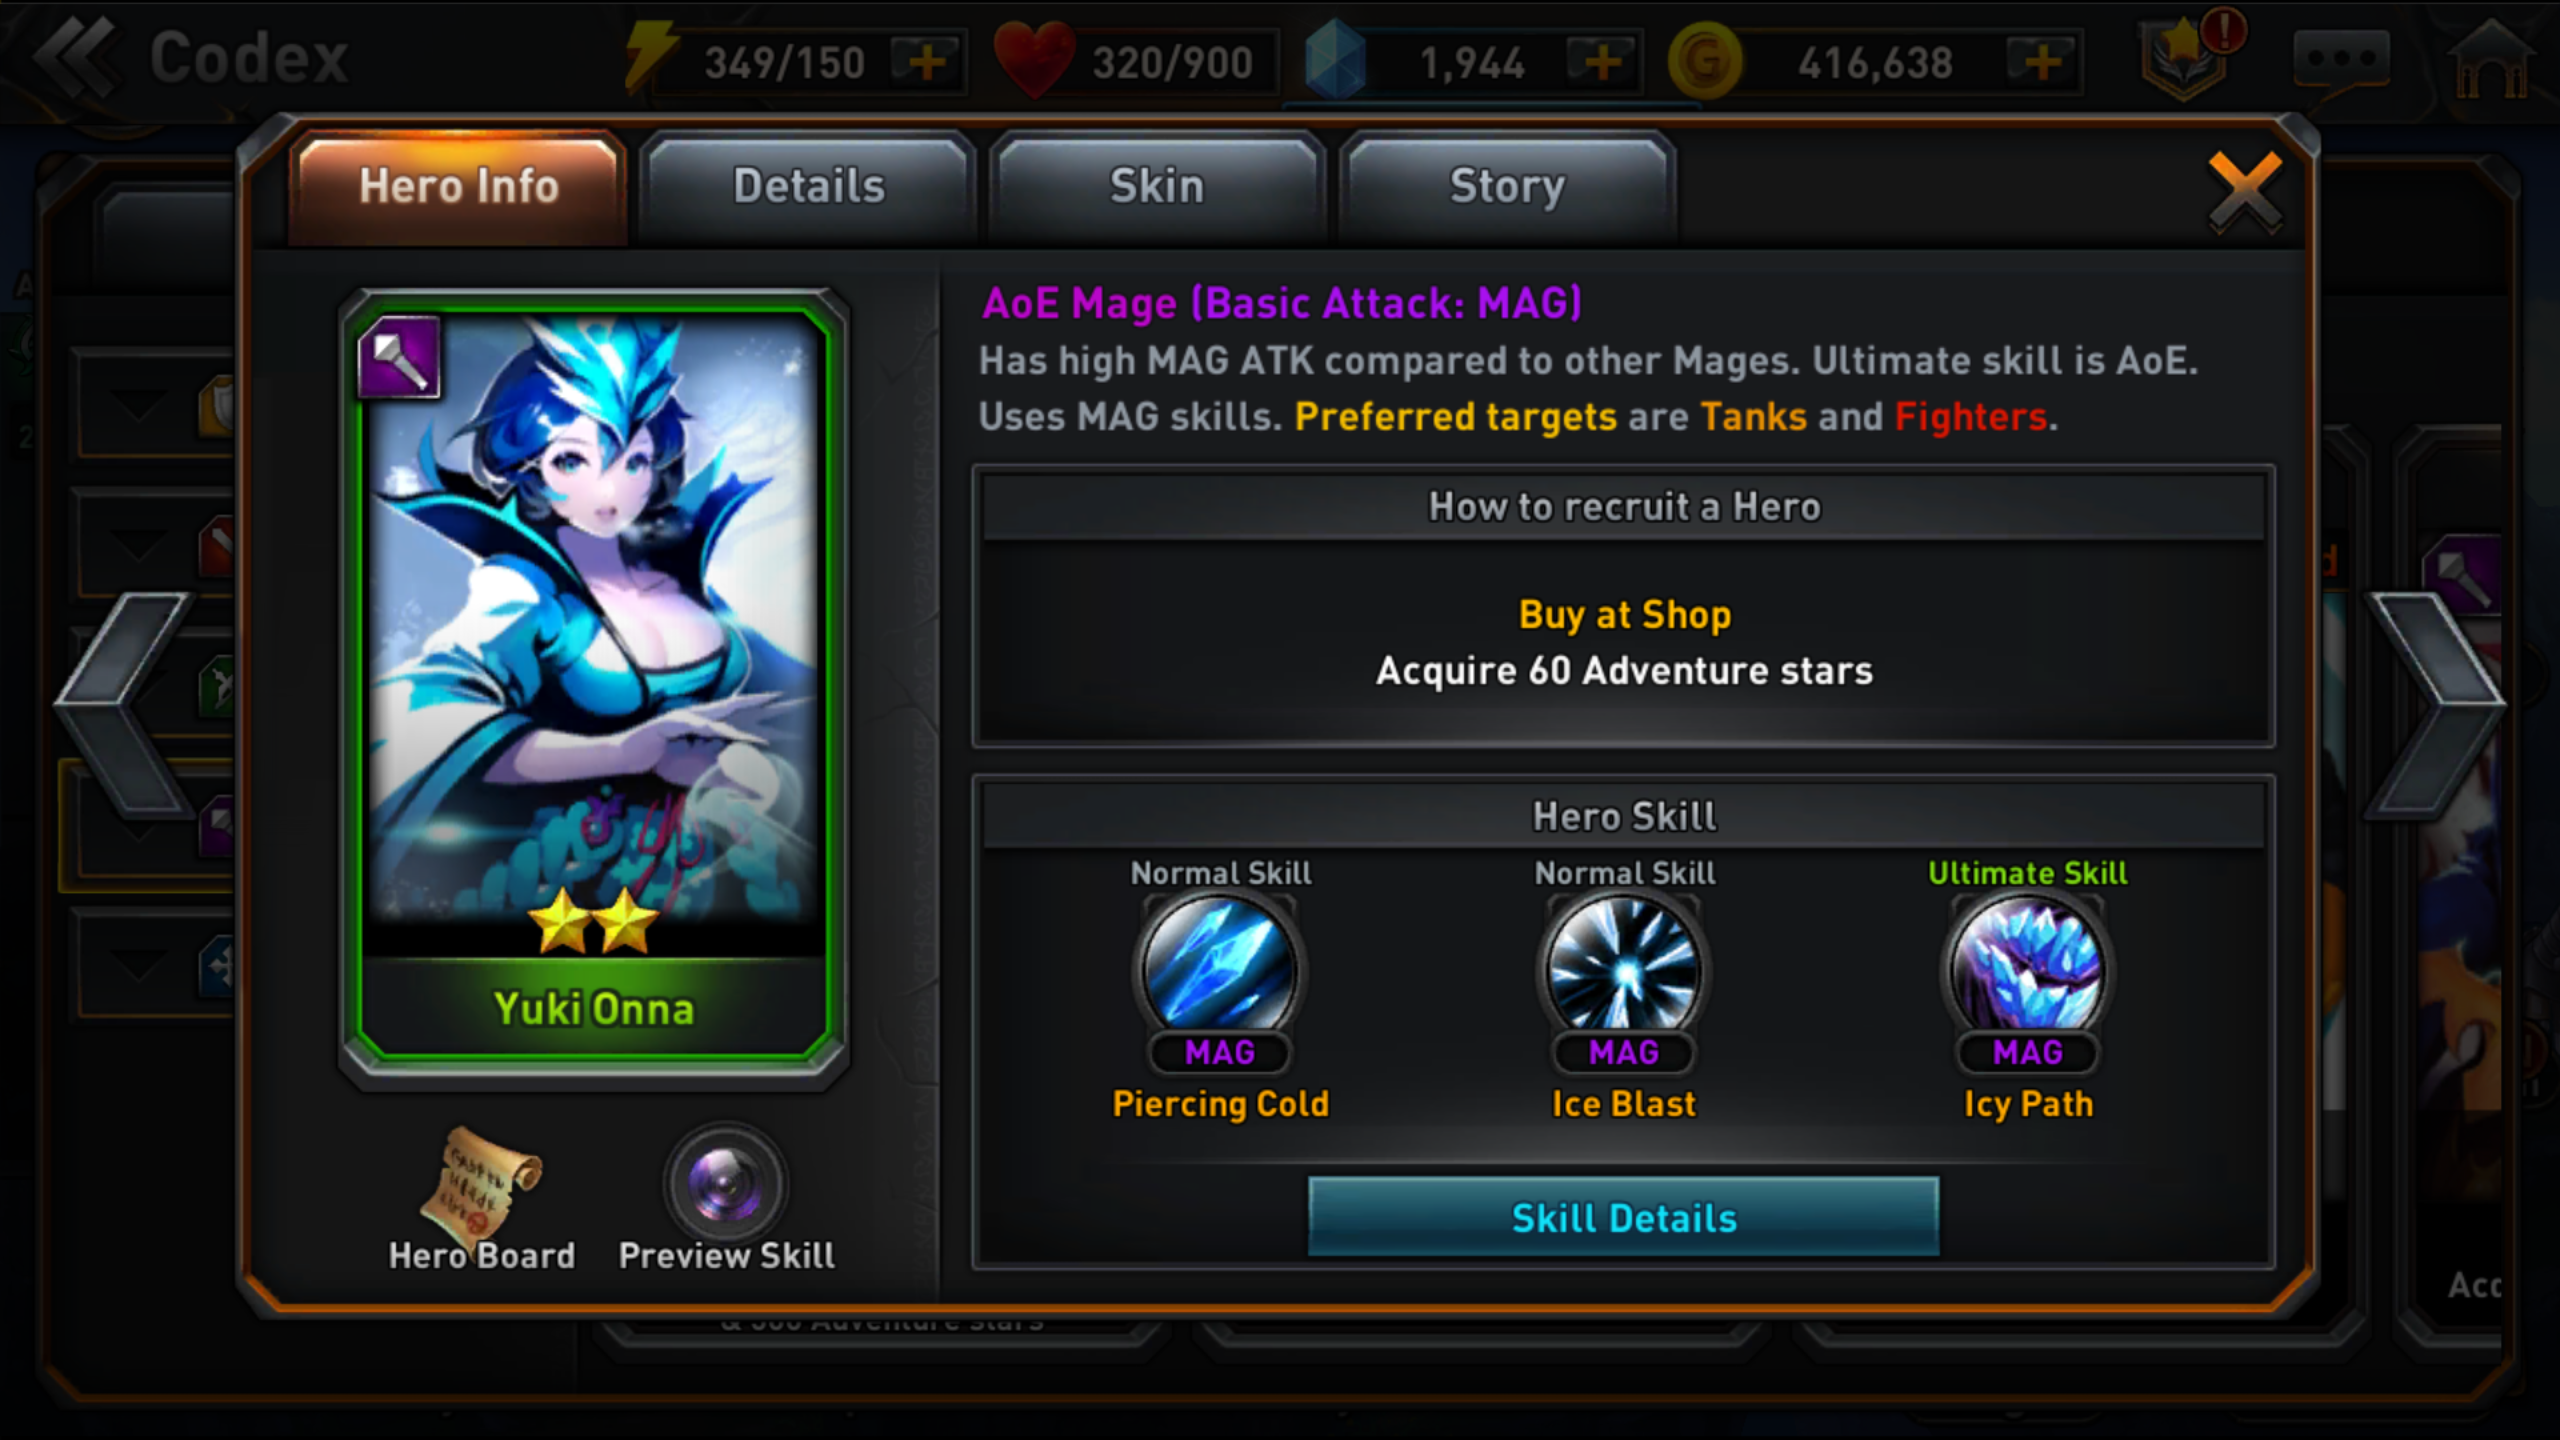 Codex
349/150
320/900
1,944
416,638
Hero Info
Details
Skin
Story
AoE Mage (Basic Attack: MAG)
Has high MAG ATK compared to other Mages. Ultimate skill is AoE.
Uses MAG skills. Preferred targets are Tanks and Fighters.
How to recruit a Hero
Buy at Shop
Acquire 60 Adventure stars
Yuki Onna
Hero Board
Preview Skill
Hero Skill
Normal Skill
Normal Skill
Ultimate Skill
MAG
MAG
MAG
Piercing Cold
Ice Blast
Icy Path
Skill Details
Adventure stars